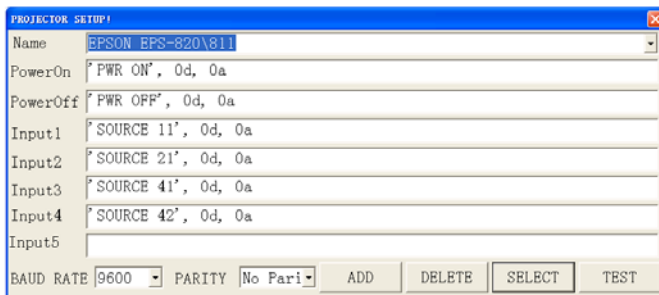 PROJECTOR SETUP!
Name EPSON EPS-820\811
PowerOn 'PWR ON', 0d, 0a
PowerOff 'PWR OFF', 0d, 0a
Input1 'SOURCE 11', 0d, 0a
Input2 'SOURCE 21', 0d, 0a
Input3 'SOURCE 41', 0d, 0a
Input4 'SOURCE 42', 0d, 0a
Input5
BAUD RATE 9600 PARITY No Pari ADD DELETE SELECT TEST